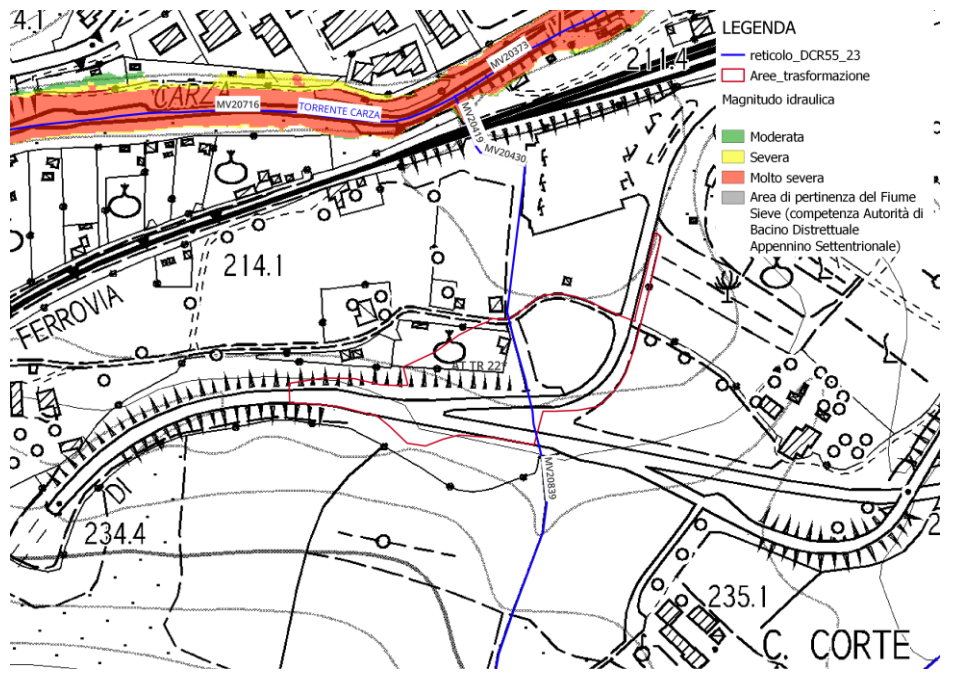 4.1
LEGENDA
reticolo_DCR55_23
Aree_trasformazione
Magnitudo idraulica
Moderata
Severa
Molto severa
Area di pertinenza del Fiume
Sieve (competenza Autorità di
Bacino Distrettuale
Appennino Settentrionale)
211.4
MV20373
CARZA
MV20716
TORRENTE CARZA
MV20419
MV20430
214.1
FERROVIA
AT TR 22*
MV20839
DI
234.4
2
235.1
C. CORTE